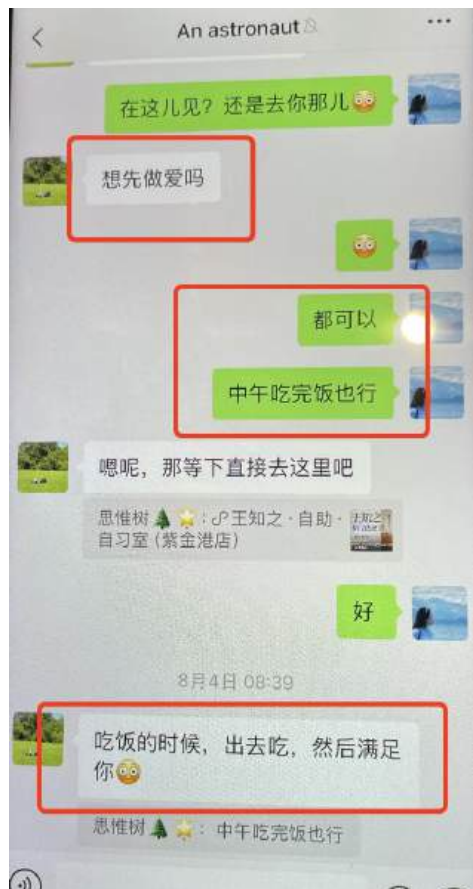 An astronaut
在这儿见？还是去你那儿😳
想先做爱吗
😳
都可以
中午吃完饭也行
嗯呢，那等下直接去这里吧
思惟树🌲🌟：王知之·自助·
自习室（紫金港店）
好
8月4日 08:39
吃饭的时候，出去吃，然后满足
你😳
思惟树🌲🌟：中午吃完饭也行